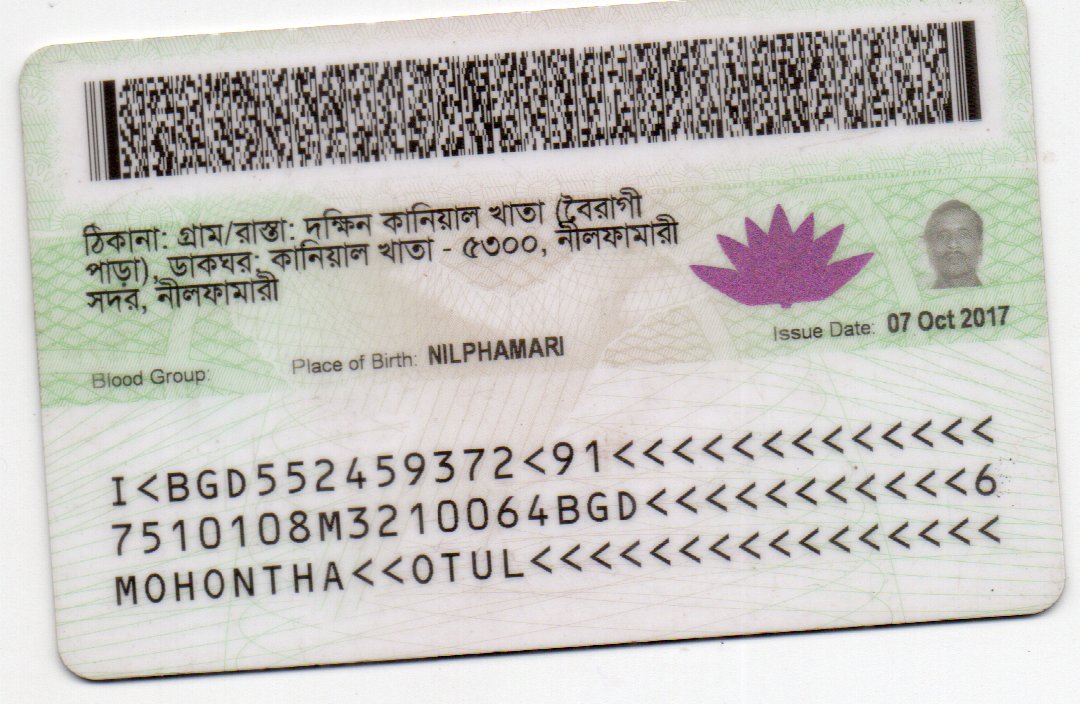 ঠিকানা: গ্রাম/রাস্তা: দক্ষিন কানিয়াল খাতা (বৈরাগী
পাড়া), ডাকঘর: কানিয়াল খাতা - ৫৩০০, নীলফামারী
সদর, নীলফামারী
Blood Group:
Place of Birth: NILPHAMARI
Issue Date: 07 Oct 2017
I<BGD552459372<91<<<<<<<<<<<<<
7510108M3210064BGD<<<<<<<<<<<6
MOHONTHA<<OTUL<<<<<<<<<<<<<<<<